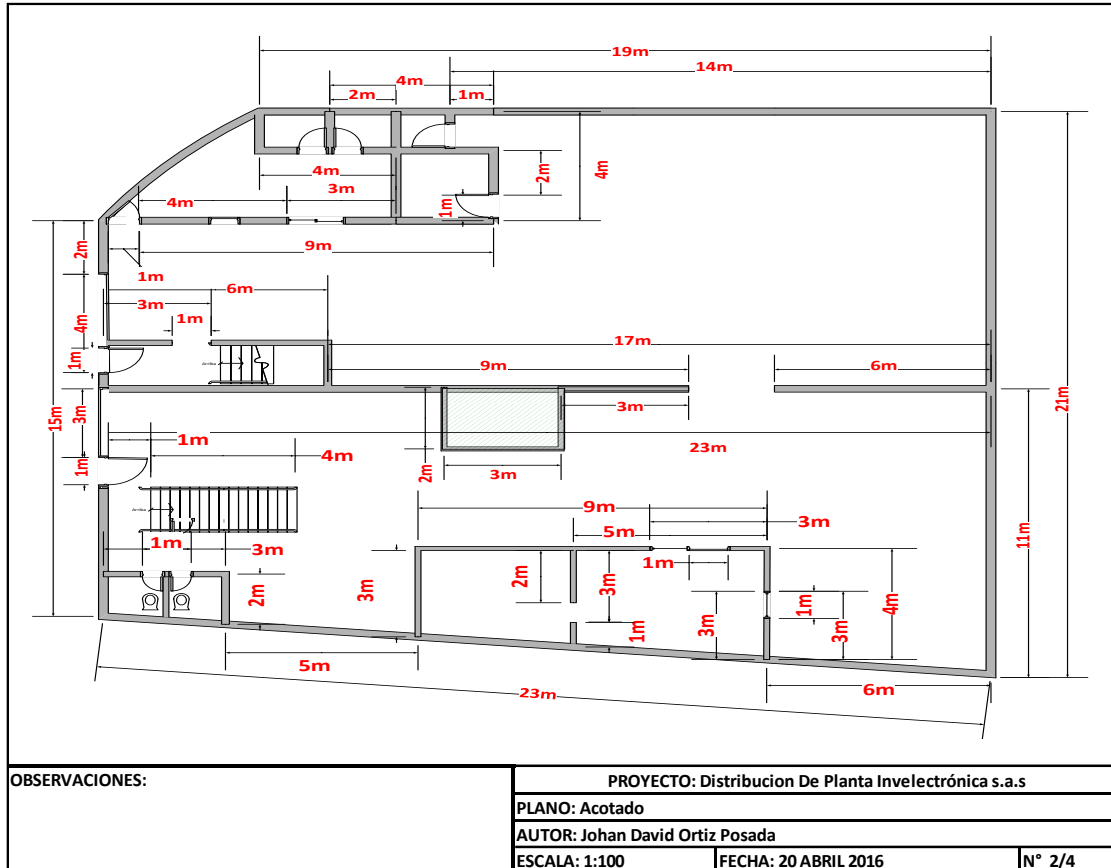 19m
14m
4m
2m
1m
4m
2m
4m
3m
4m
1m
9m
2m
1m
6m
3m
4m
1m
1m
17m
9m
6m
21m
15m
3m
3m
23m
1m
4m
2m
3m
1m
9m
3m
5m
11m
1m
3m
1m
2m
3m
2m
3m
4m
1m
3m
3m
1m
5m
6m
23m
OBSERVACIONES:
PROYECTO: Distribucion De Planta Invelectrónica s.a.s
PLANO: Acotado
AUTOR: Johan David Ortiz Posada
ESCALA: 1:100
FECHA: 20 ABRIL 2016
N° 2/4